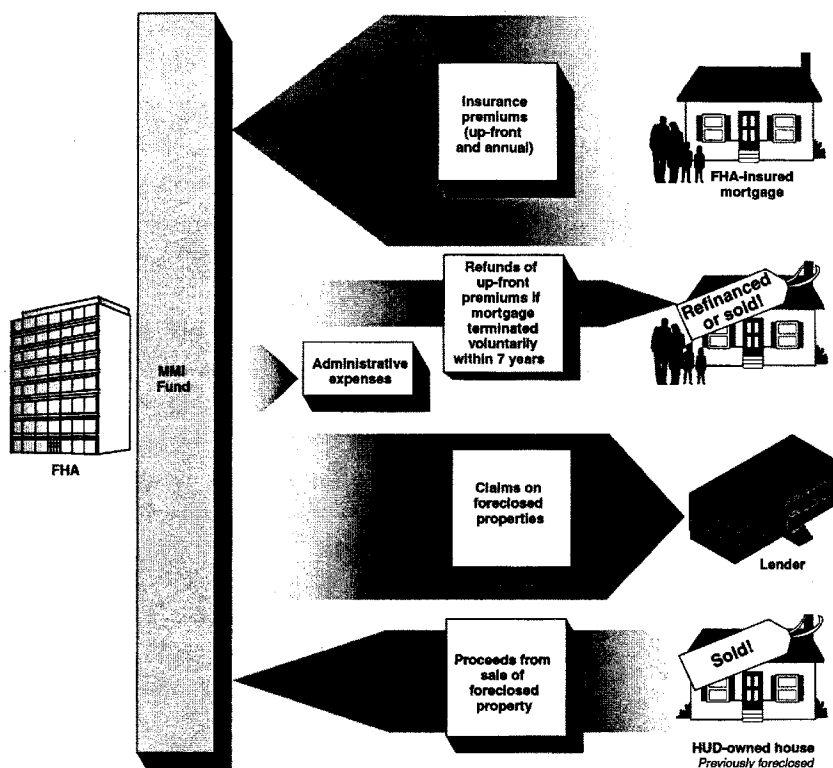 Insurance
premiums
(up-front
and annual)
FHA-insured
mortgage
Refunds of
up-front
premiums if
mortgage
terminated
voluntarily
within 7 years
Refinanced
or sold!
Administrative
expenses
MMI
Fund
FHA
Claims on
foreclosed
properties
Lender
Proceeds from
sale of
foreclosed
property
Sold!
HUD-owned house
Previously foreclosed